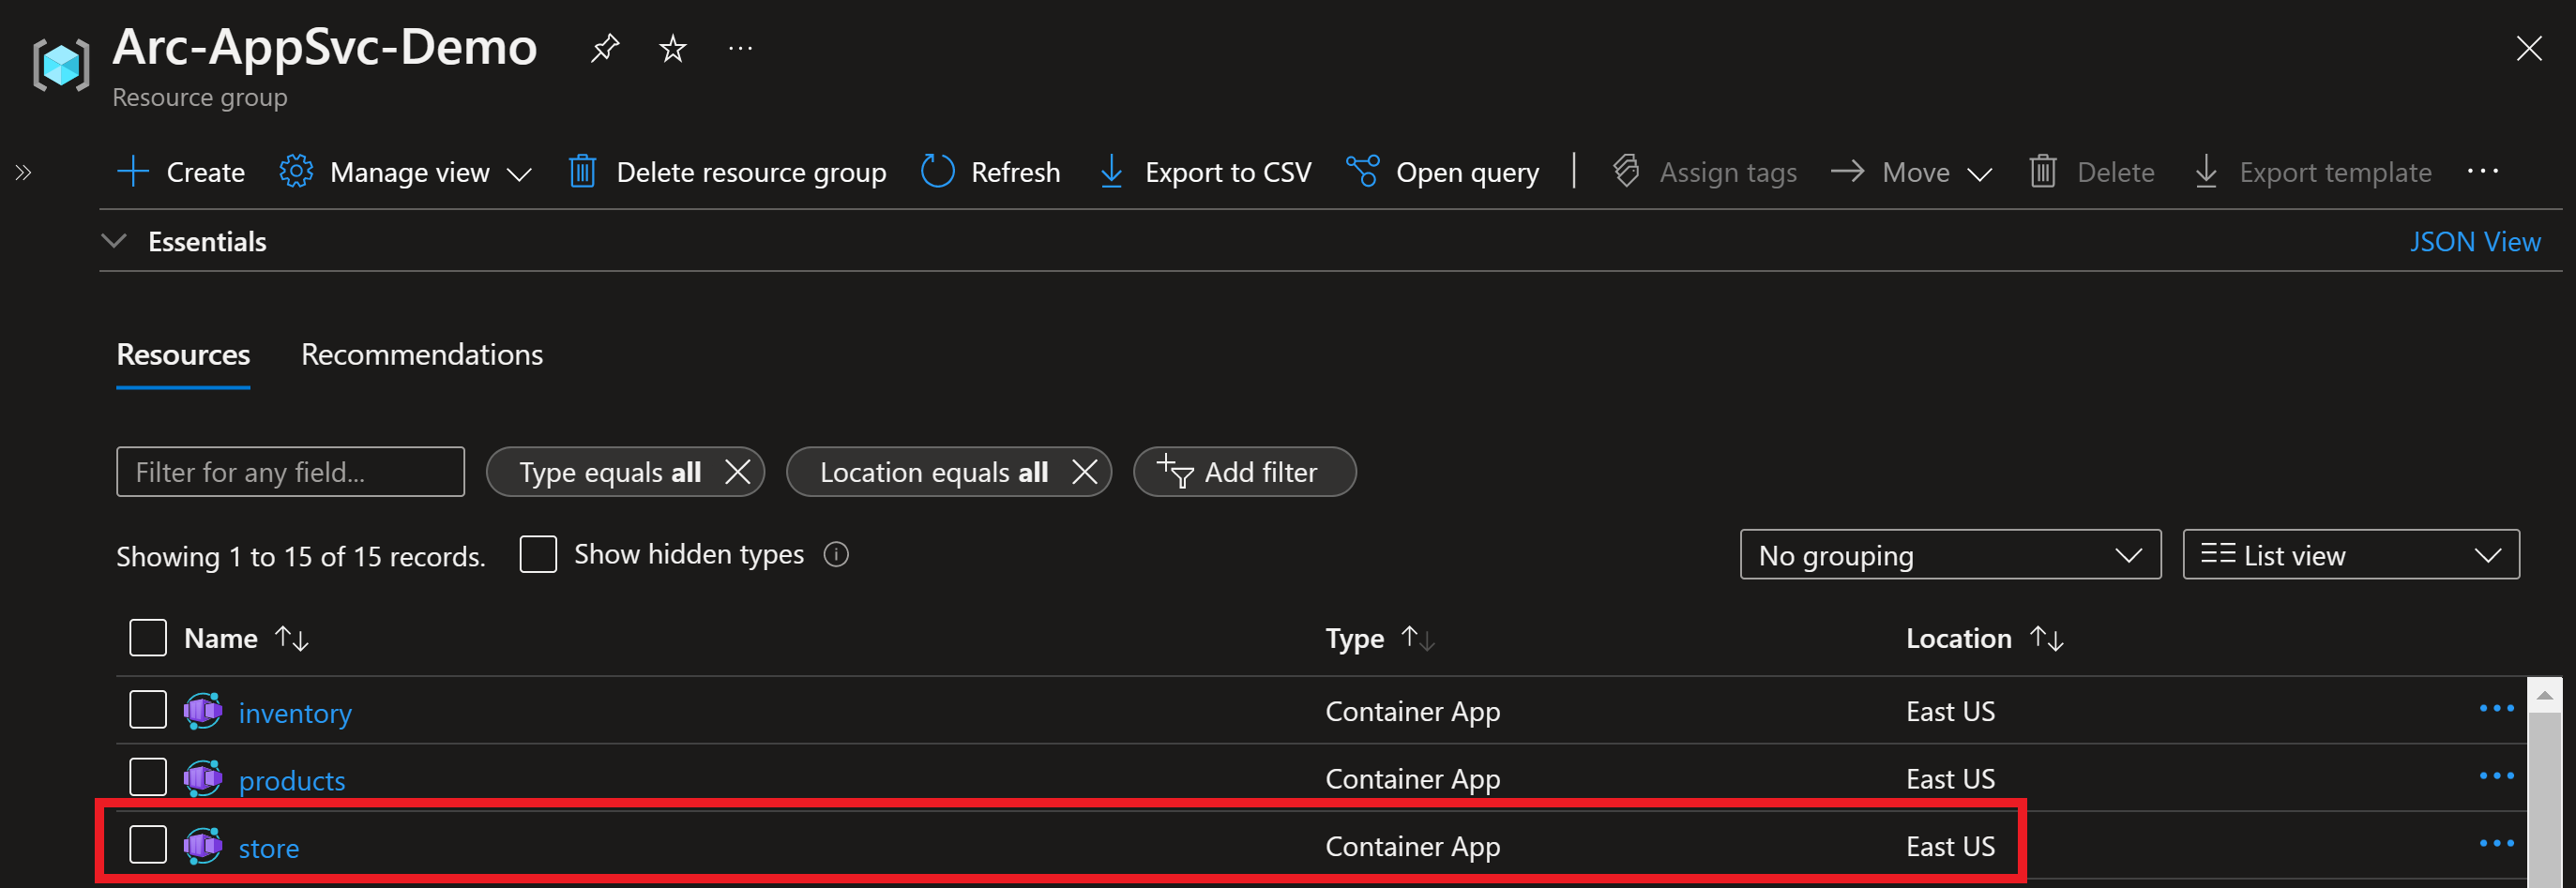 Arc-AppSvc-Demo
Resource group
Create Manage view Delete resource group Refresh Export to CSV Open query Assign tags Move Delete Export template
Essentials JSON View
Resources Recommendations
Filter for any field... Type equals all Location equals all Add filter
Showing 1 to 15 of 15 records. Show hidden types No grouping List view
Name Type Location
inventory Container App East US
products Container App East US
store Container App East US